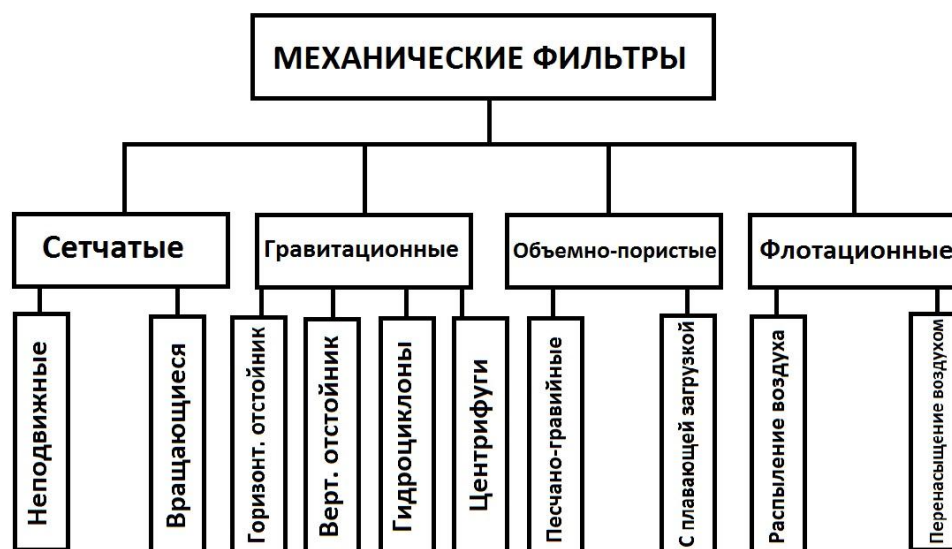 МЕХАНИЧЕСКИЕ ФИЛЬТРЫ
Сетчатые
Гравитационные
Объемно-пористые
Флотационные
Неподвижные
Вращающиеся
Горизонт. отстойник
Верт. отстойник
Гидроциклоны
Центрифуги
Песчано-гравийные
С плавающей загрузкой
Распыление воздуха
Перенасыщение воздухом